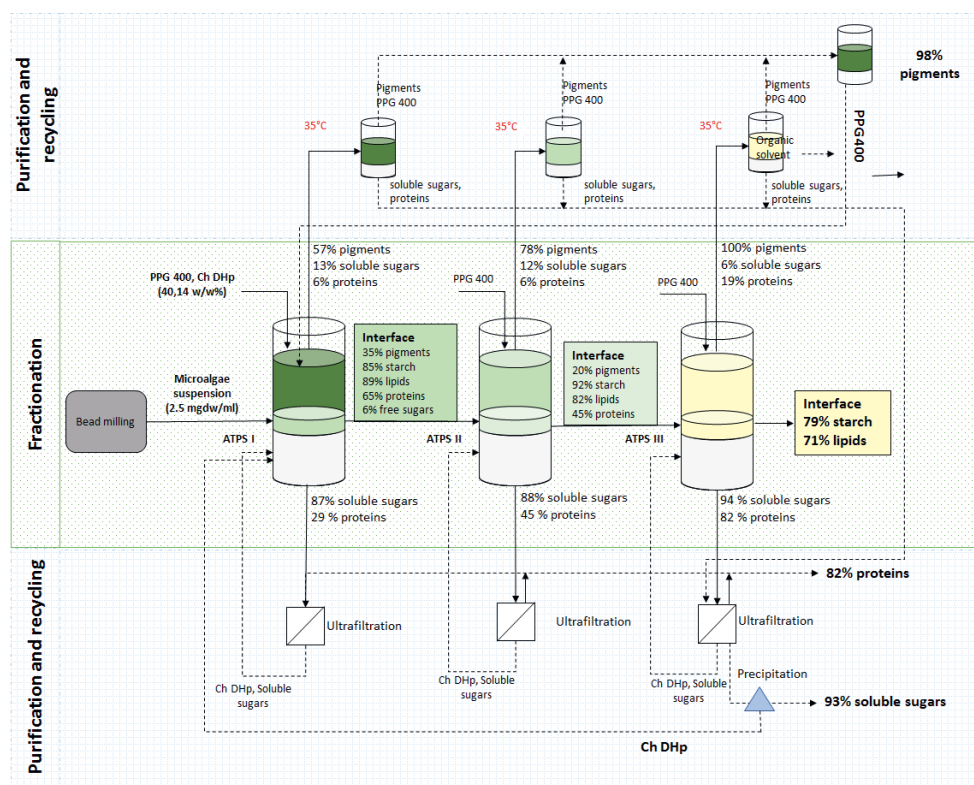 Purification and
recycling
98%
pigments
Pigments
PPG 400
Pigments
PPG 400
Pigments
PPG 400
35°C
35°C
35°C
Organic
solvent
PPG400
soluble sugars,
proteins
soluble sugars,
proteins
soluble sugars,
proteins
Fractionation
57% pigments
13% soluble sugars
6% proteins
78% pigments
12% soluble sugars
6% proteins
100% pigments
6% soluble sugars
19% proteins
PPG 400, Ch DHp
(40,14 w/w%)
PPG 400
PPG 400
Interface
35% pigments
85% starch
89% lipids
65% proteins
6% free sugars
Interface
20% pigments
92% starch
82% lipids
45% proteins
Interface
79% starch
71% lipids
Microalgae
suspension
(2.5 mgdw/ml)
Bead milling
ATPS I
ATPS II
ATPS III
87% soluble sugars
29 % proteins
88% soluble sugars
45 % proteins
94 % soluble sugars
82 % proteins
Purification and recycling
82% proteins
Ultrafiltration
Ultrafiltration
Ultrafiltration
Ch DHp, Soluble
sugars
Ch DHp, Soluble
sugars
Ch DHp, Soluble
sugars
Precipitation
93% soluble sugars
Ch DHp